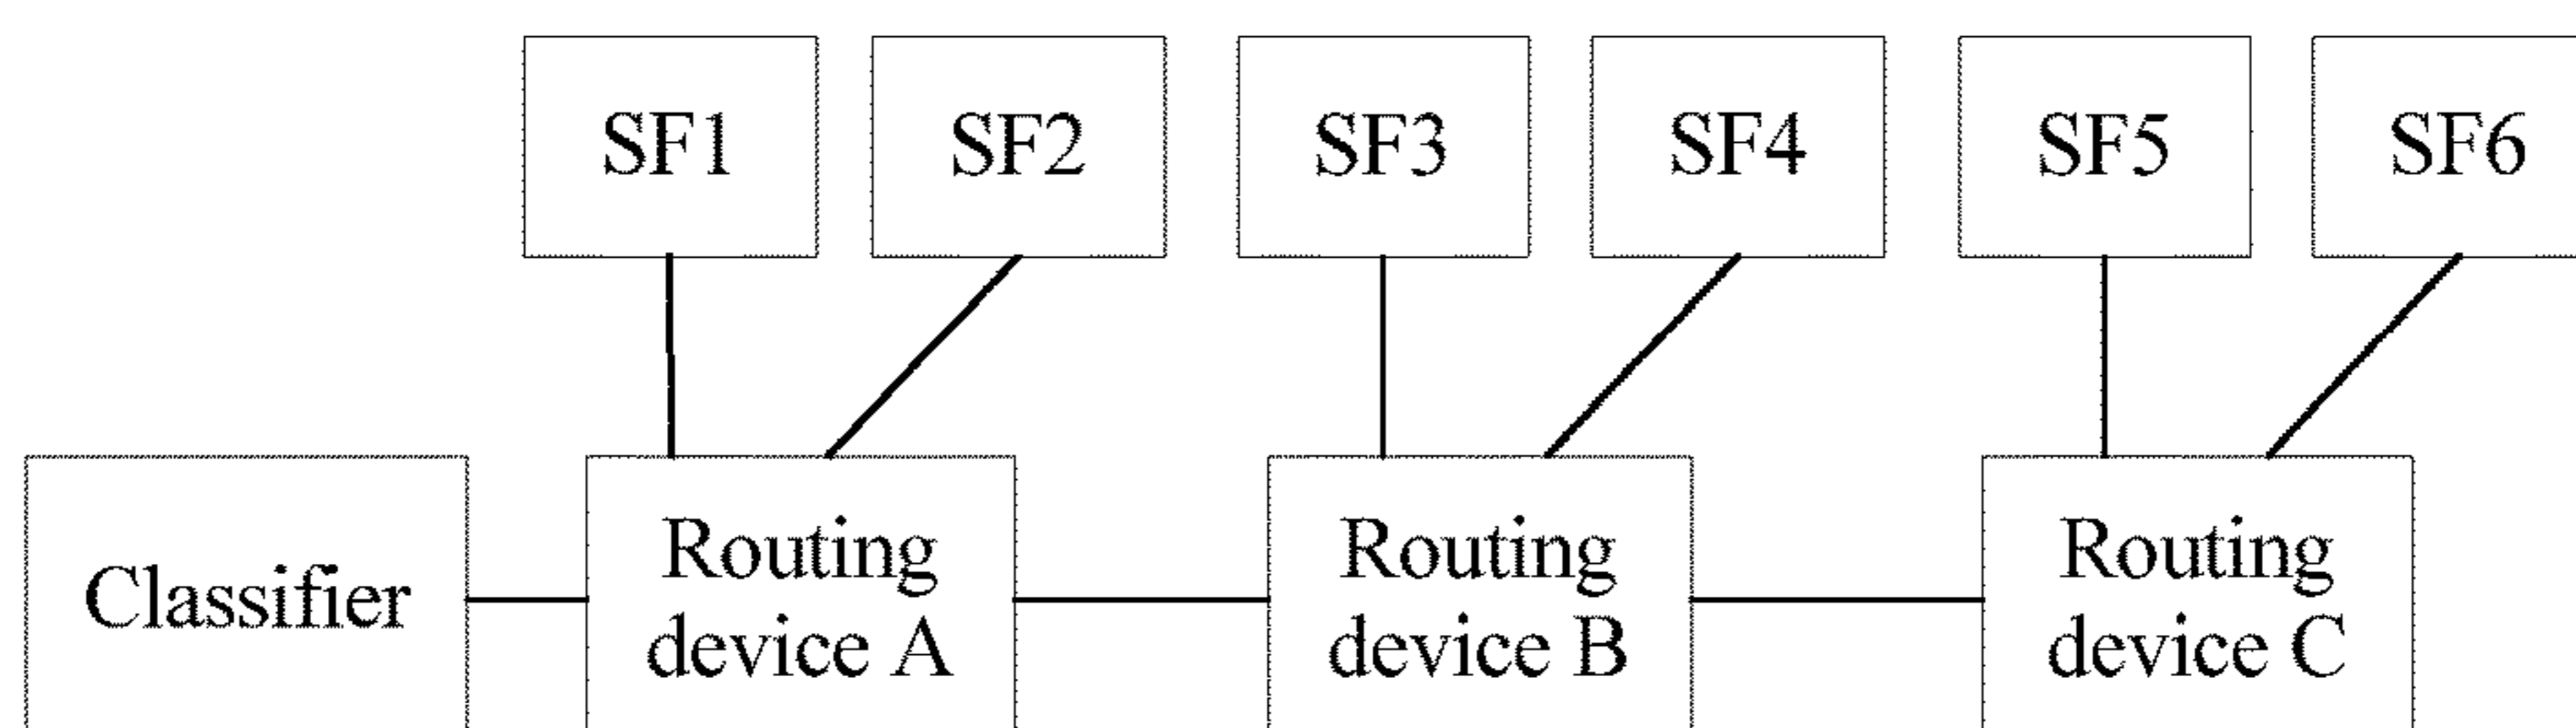 SF1
SF2
SF3
SF4
SF5
SF6
Classifier
Routing
device A
Routing
device B
Routing
device C